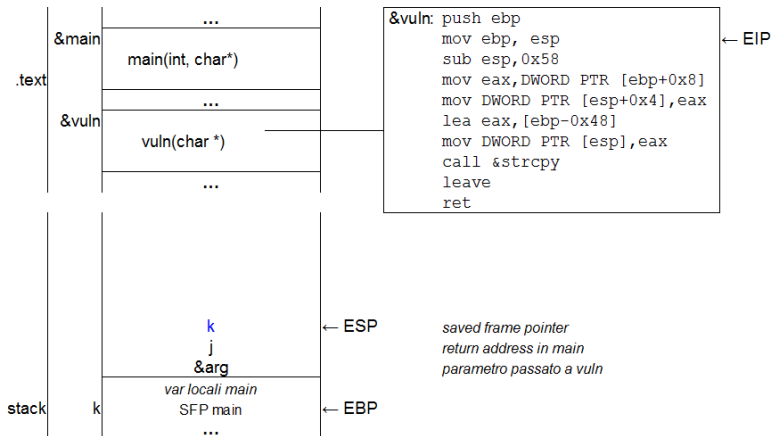 ...
&main
main(int, char*)
.text
...
&vuln
vuln(char *)
...
&vuln: push ebp
mov ebp, esp
← EIP
sub esp,0x58
mov eax,DWORD PTR [ebp+0x8]
mov DWORD PTR [esp+0x4],eax
lea eax,[ebp-0x48]
mov DWORD PTR [esp],eax
call &strcpy
leave
ret
k
← ESP
saved frame pointer
j
return address in main
&arg
parametro passato a vuln
var locali main
stack
k
SFP main
← EBP
...